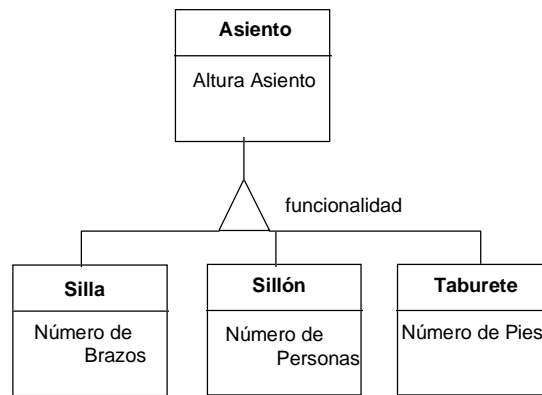 Asiento
Altura Asiento
funcionalidad
Silla
Número de
Brazos
Sillón
Número de
Personas
Taburete
Número de Pies